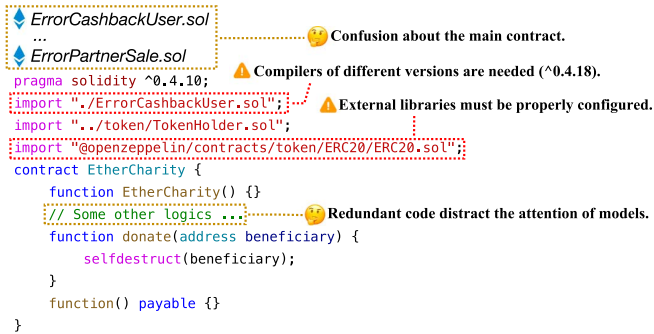 ErrorCashbackUser.sol
...
ErrorPartnerSale.sol
Confusion about the main contract.
pragma solidity ^0.4.10;
Compilers of different versions are needed (^0.4.18).
import "./ErrorCashbackUser.sol";
External libraries must be properly configured.
import "../token/TokenHolder.sol";
import "@openzeppelin/contracts/token/ERC20/ERC20.sol";
contract EtherCharity {
function EtherCharity() {}
// Some other logics ...
Redundant code distract the attention of models.
function donate(address beneficiary) {
selfdestruct(beneficiary);
}
function() payable {}
}